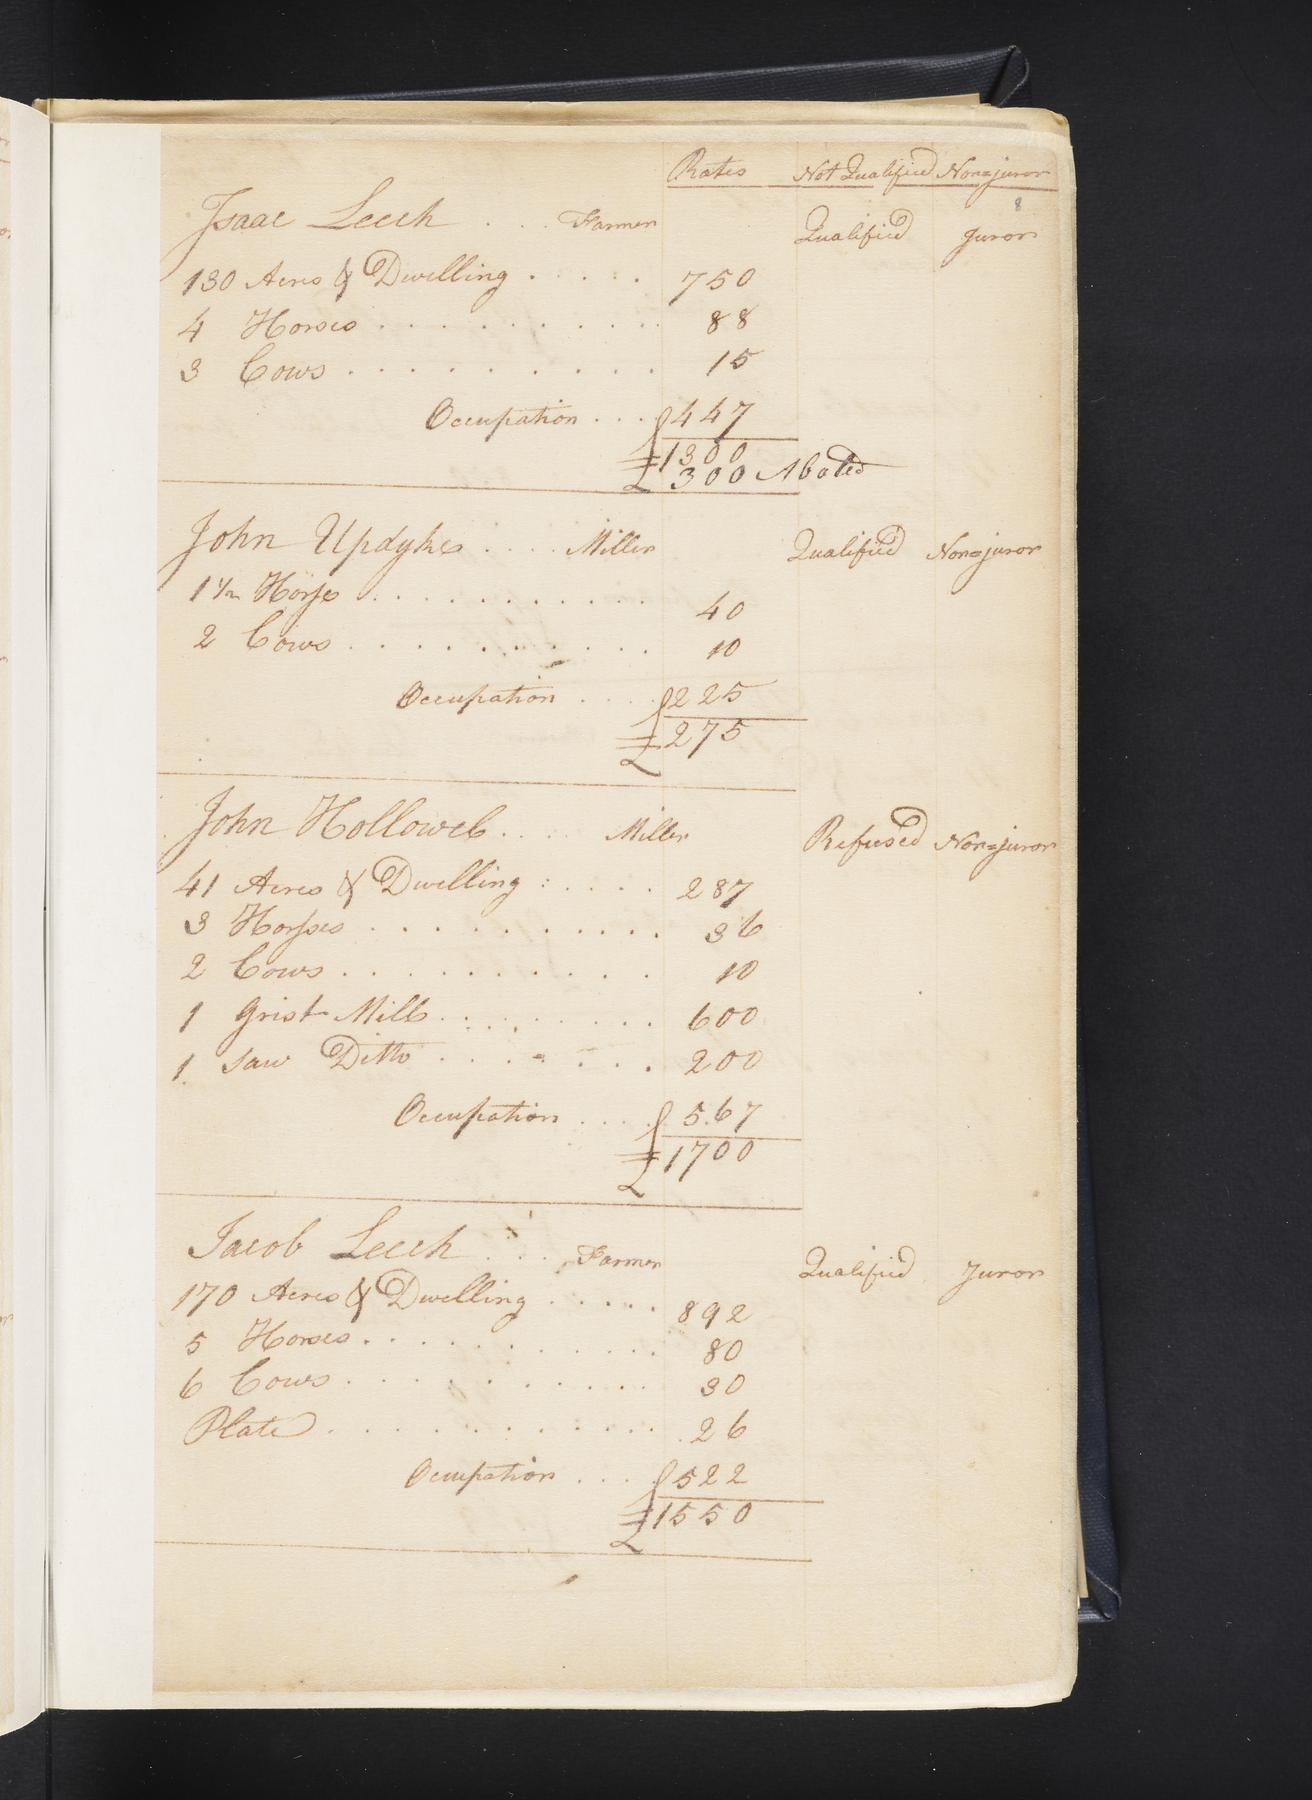 Rates Not Qualified Non=juror
8
Isaac Leech . . . Farmer Qualified Juror
130 Acres & Dwelling . . . . . 750
4 Horses . . . . . . . . . . . 88
3 Cows . . . . . . . . . . 15
Occupation . . . 447
£1300
300 Abated
John Updyke . . . . Miller Qualified Non=juror
1 1/2 Horse . . . . . . . . . . . 40
2 Cows . . . . . . . . . . 10
Occupation . . . . 225
£275
John Hollowel . . . . Miller Refused Non=juror
41 Acres & Dwelling : . . . . 287
3 Horses . . . . . . . . . . . 36
2 Cows . . . . . . . . . . 10
1 Grist Mill . . . . . . . . . 600
1 Saw Ditto . . . . . . . 200
Occupation . . . . 567
£1700
Jacob Leech . . . Farmer Qualified Juror
170 Acres & Dwelling . . . . . 892
5 Horses . . . . . . . . . . . 80
6 Cows . . . . . . . . . . 30
Plate . . . . . . . . . . . 26
Occupation . . . . 522
£1550